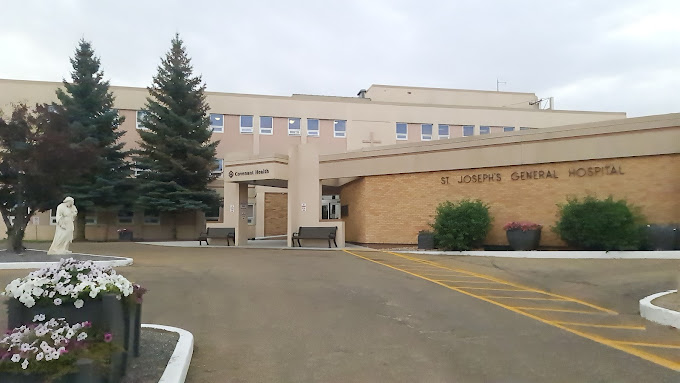 Covenant Health
ST JOSEPH'S GENERAL HOSPITAL